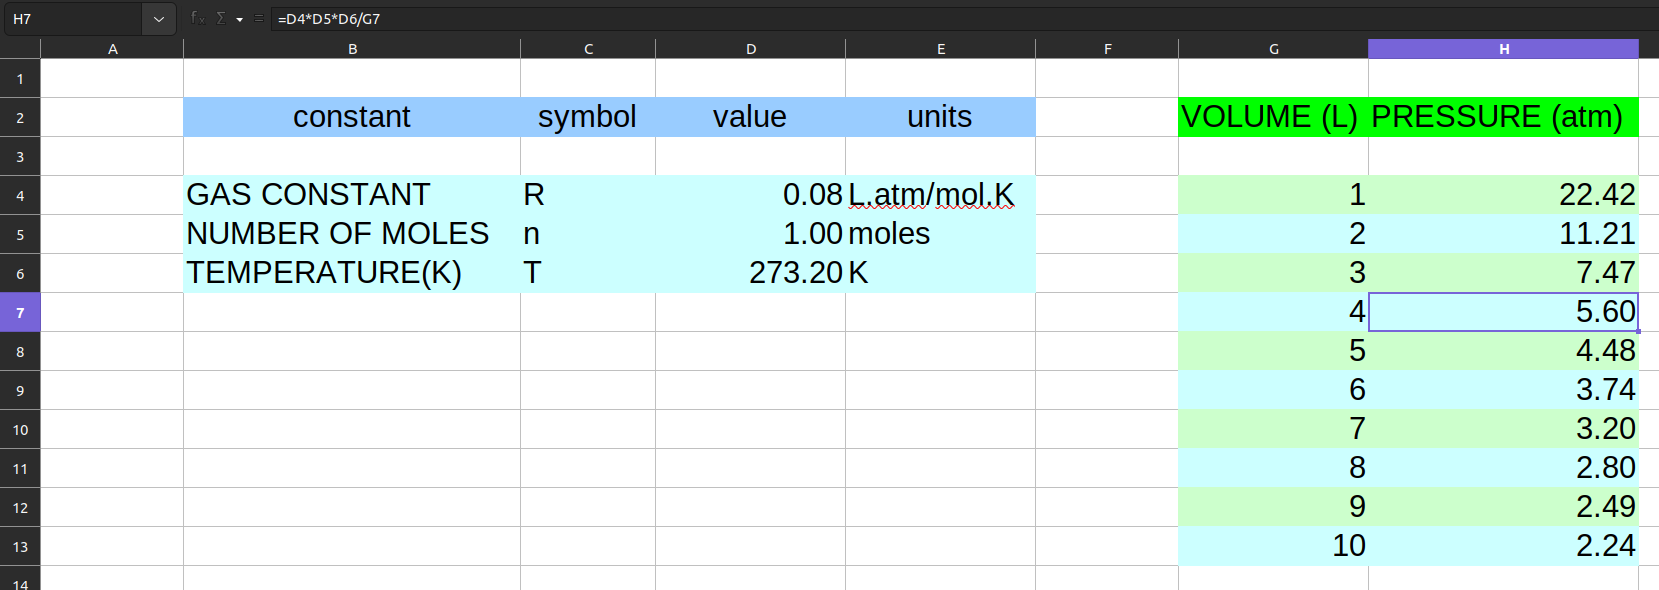 H7 fx Σ = =D4*D5*D6/G7
A B C D E F G H
1
2 constant symbol value units VOLUME (L) PRESSURE (atm)
3
4 GAS CONSTANT R 0.08 L.atm/mol.K 1 22.42
5 NUMBER OF MOLES n 1.00 moles 2 11.21
6 TEMPERATURE(K) T 273.20 K 3 7.47
7 4 5.60
8 5 4.48
9 6 3.74
10 7 3.20
11 8 2.80
12 9 2.49
13 10 2.24
14